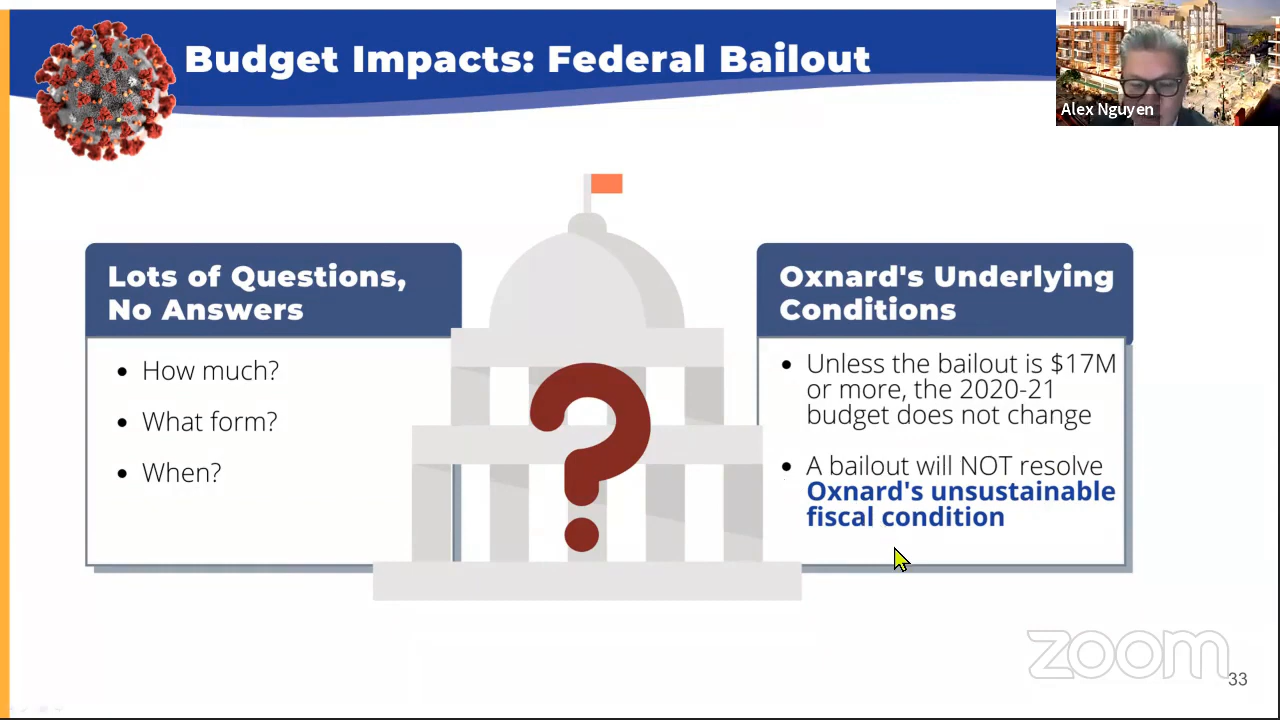 Budget Impacts: Federal Bailout
Alex Nguyen
Lots of Questions,
No Answers
• How much?
• What form?
• When?
?
Oxnard's Underlying
Conditions
• Unless the bailout is $17M
or more, the 2020-21
budget does not change
• A bailout will NOT resolve
Oxnard's unsustainable
fiscal condition
zoom
33